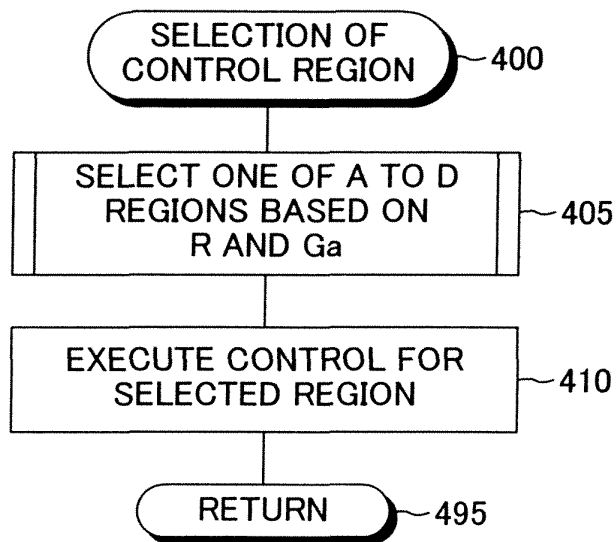 SELECTION OF
CONTROL REGION
400
SELECT ONE OF A TO D
REGIONS BASED ON
R AND Ga
405
EXECUTE CONTROL FOR
SELECTED REGION
410
RETURN
495